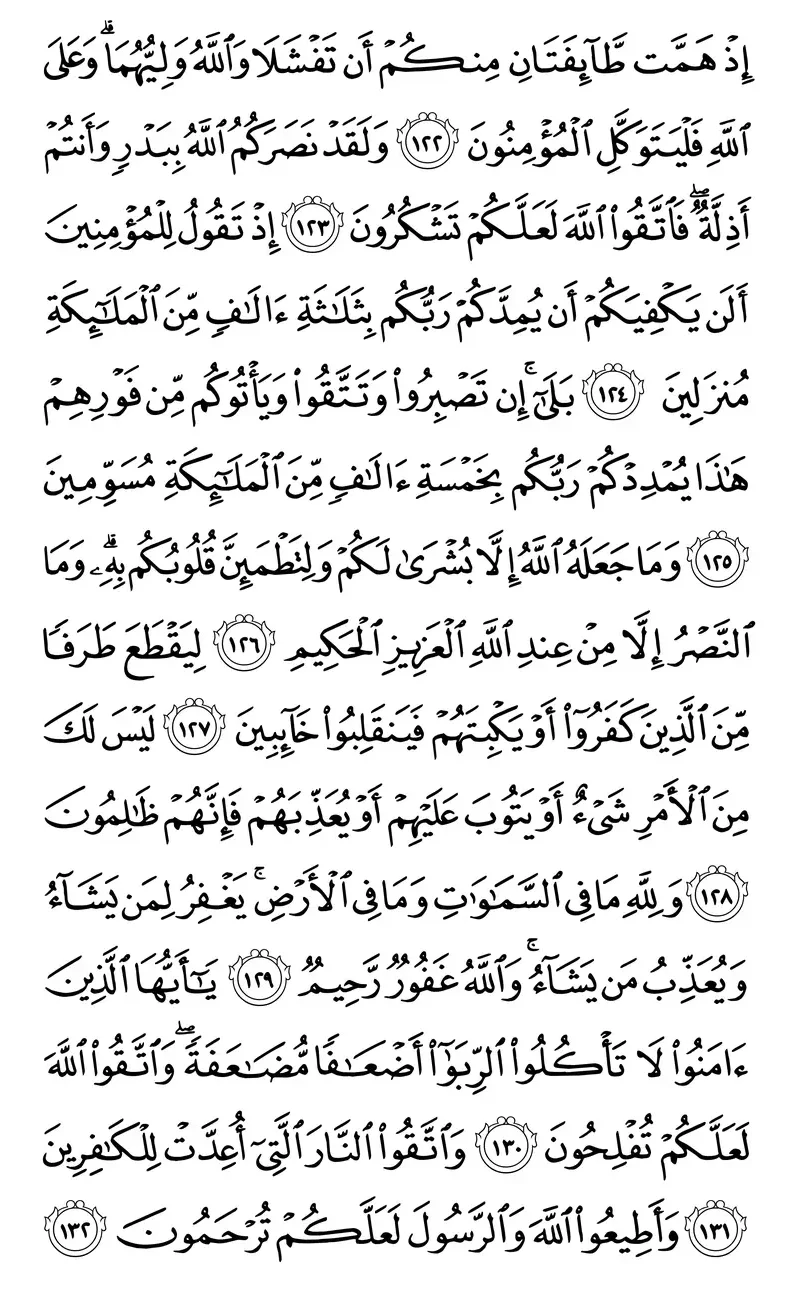 إِذْ هَمَّت طَّآئِفَتَانِ مِنكُمْ أَن تَفْشَلَا وَٱللَّهُ وَلِيُّهُمَا ۗ وَعَلَى
ٱللَّهِ فَلْيَتَوَكَّلِ ٱلْمُؤْمِنُونَ ١٢٢ وَلَقَدْ نَصَرَكُمُ ٱللَّهُ بِبَدْرٍ وَأَنتُمْ
أَذِلَّةٌ ۖ فَٱتَّقُوا۟ ٱللَّهَ لَعَلَّكُمْ تَشْكُرُونَ ١٢٣ إِذْ تَقُولُ لِلْمُؤْمِنِينَ
أَلَن يَكْفِيَكُمْ أَن يُمِدَّكُمْ رَبُّكُم بِثَلَـٰثَةِ ءَالَـٰفٍ مِّنَ ٱلْمَلَـٰٓئِكَةِ
مُنزَلِينَ ١٢٤ بَلَىٰٓ ۚ إِن تَصْبِرُوا۟ وَتَتَّقُوا۟ وَيَأْتُوكُم مِّن فَوْرِهِمْ
هَـٰذَا يُمْدِدْكُمْ رَبُّكُم بِخَمْسَةِ ءَالَـٰفٍ مِّنَ ٱلْمَلَـٰٓئِكَةِ مُسَوِّمِينَ
١٢٥ وَمَا جَعَلَهُ ٱللَّهُ إِلَّا بُشْرَىٰ لَكُمْ وَلِتَطْمَئِنَّ قُلُوبُكُم بِهِۦ ۗ وَمَا
ٱلنَّصْرُ إِلَّا مِنْ عِندِ ٱللَّهِ ٱلْعَزِيزِ ٱلْحَكِيمِ ١٢٦ لِيَقْطَعَ طَرَفًا
مِّنَ ٱلَّذِينَ كَفَرُوٓا۟ أَوْ يَكْبِتَهُمْ فَيَنقَلِبُوا۟ خَآئِبِينَ ١٢٧ لَيْسَ لَكَ
مِنَ ٱلْأَمْرِ شَىْءٌ أَوْ يَتُوبَ عَلَيْهِمْ أَوْ يُعَذِّبَهُمْ فَإِنَّهُمْ ظَـٰلِمُونَ
١٢٨ وَلِلَّهِ مَا فِى ٱلسَّمَـٰوَٰتِ وَمَا فِى ٱلْأَرْضِ ۚ يَغْفِرُ لِمَن يَشَآءُ
وَيُعَذِّبُ مَن يَشَآءُ ۚ وَٱللَّهُ غَفُورٌ رَّحِيمٌ ١٢٩ يَـٰٓأَيُّهَا ٱلَّذِينَ
ءَامَنُوا۟ لَا تَأْكُلُوا۟ ٱلرِّبَوٰٓا۟ أَضْعَـٰفًا مُّضَـٰعَفَةً ۖ وَٱتَّقُوا۟ ٱللَّهَ
لَعَلَّكُمْ تُفْلِحُونَ ١٣٠ وَٱتَّقُوا۟ ٱلنَّارَ ٱلَّتِىٓ أُعِدَّتْ لِلْكَـٰفِرِينَ
١٣١ وَأَطِيعُوا۟ ٱللَّهَ وَٱلرَّسُولَ لَعَلَّكُمْ تُرْحَمُونَ ١٣٢